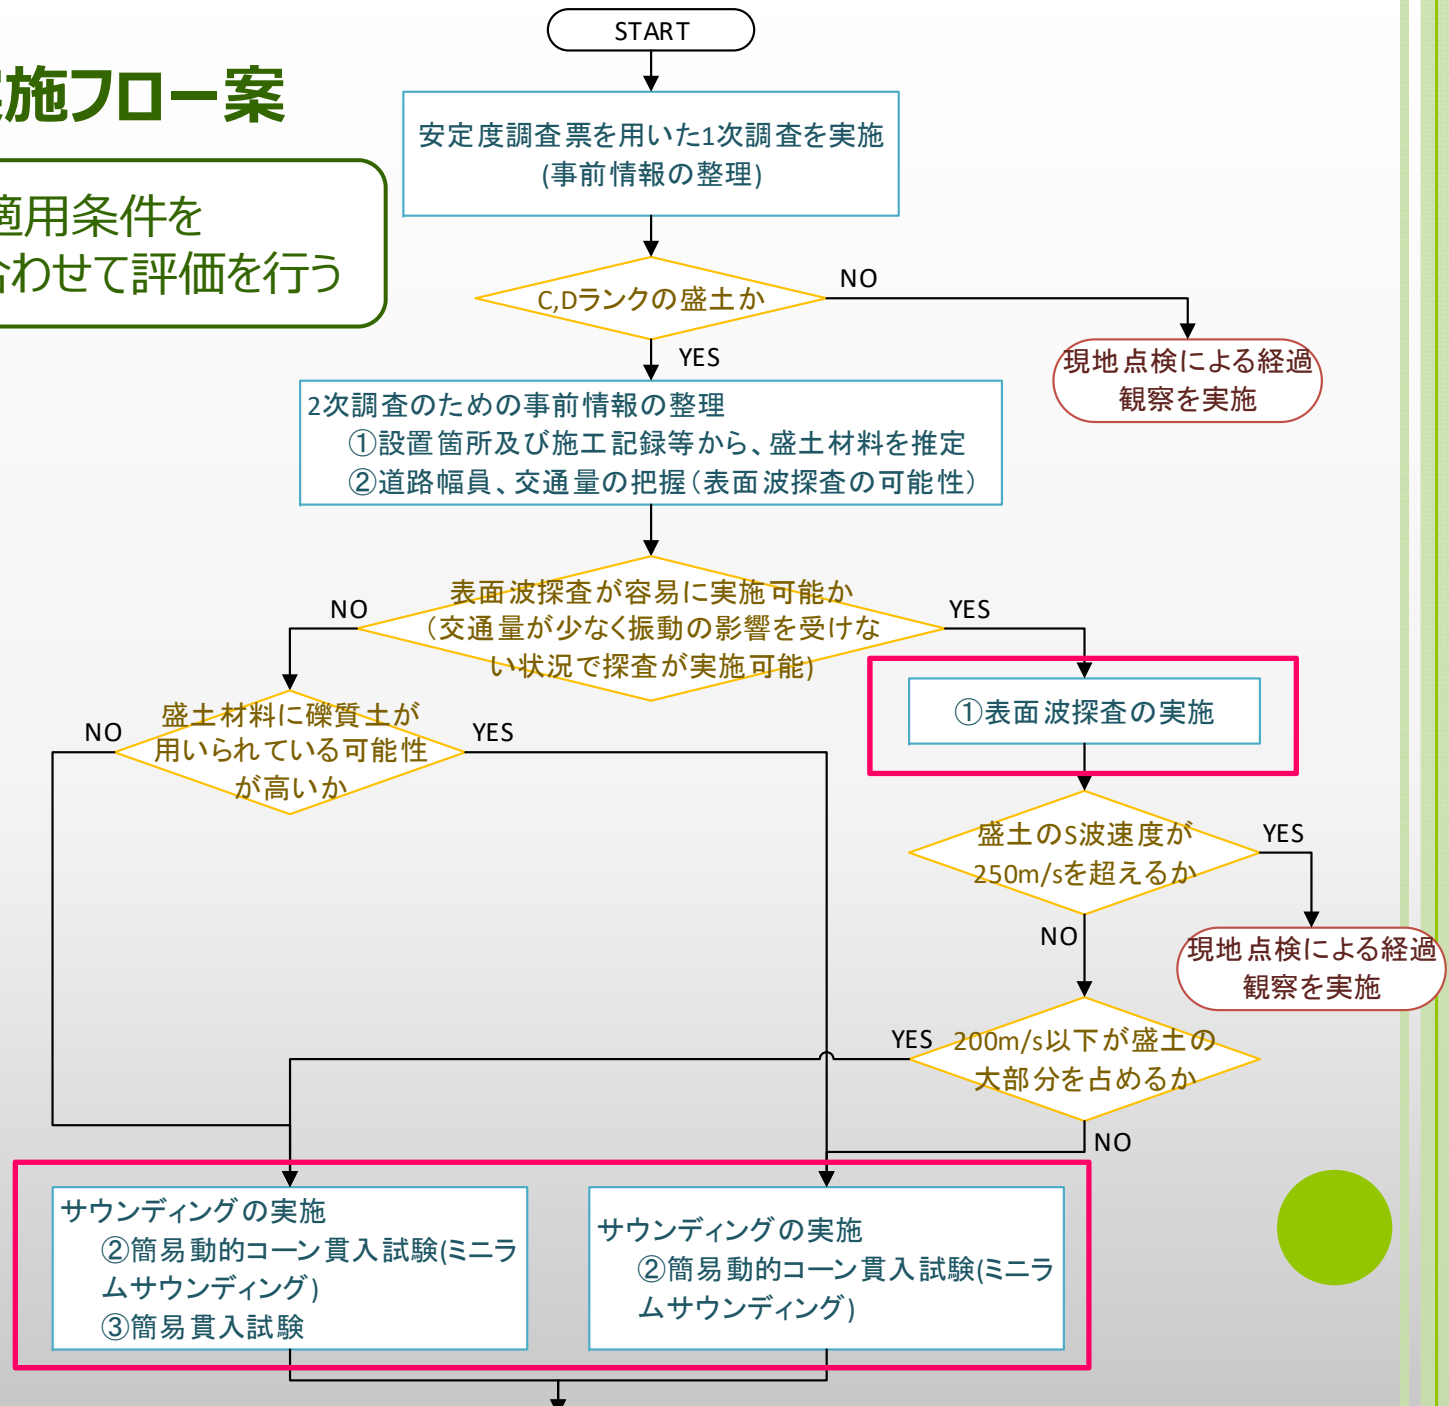 START
施フロー案
適用条件を
合わせて評価を行う
安定度調査票を用いた1次調査を実施
(事前情報の整理)
C,Dランクの盛土か
NO
YES
現地点検による経過
観察を実施
2次調査のための事前情報の整理
①設置箇所及び施工記録等から、盛土材料を推定
②道路幅員、交通量の把握(表面波探査の可能性)
表面波探査が容易に実施可能か
(交通量が少なく振動の影響を受けな
い状況で探査が実施可能)
NO
YES
盛土材料に礫質土が
用いられている可能性
が高いか
NO
YES
①表面波探査の実施
盛土のS波速度が
250m/sを超えるか
YES
NO
現地点検による経過
観察を実施
200m/s以下が盛土の
大部分を占めるか
YES
NO
サウンディングの実施
②簡易動的コーン貫入試験(ミニラ
ムサウンディング)
③簡易貫入試験
サウンディングの実施
②簡易動的コーン貫入試験(ミニラ
ムサウンディング)